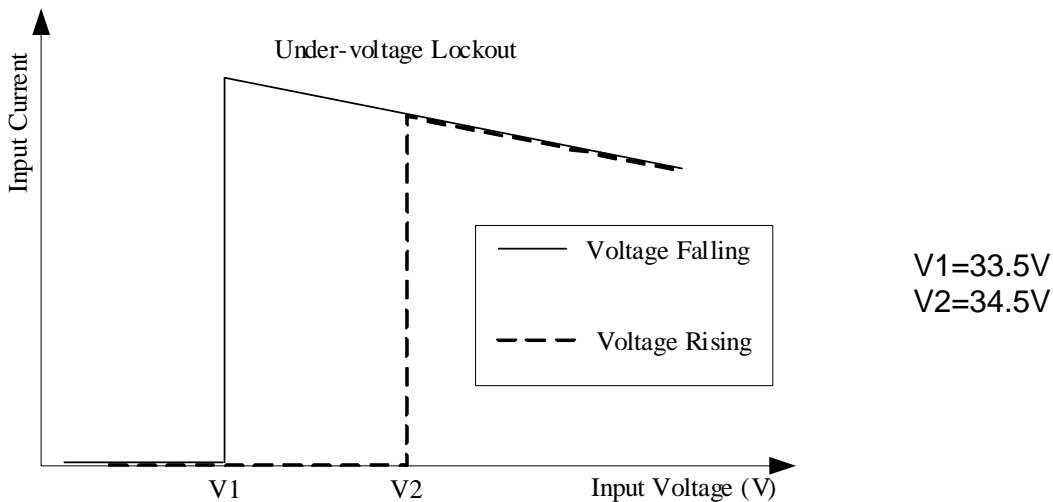 Under-voltage Lockout
Input Current
Voltage Falling
Voltage Rising
V1=33.5V
V2=34.5V
V1
V2
Input Voltage (V)